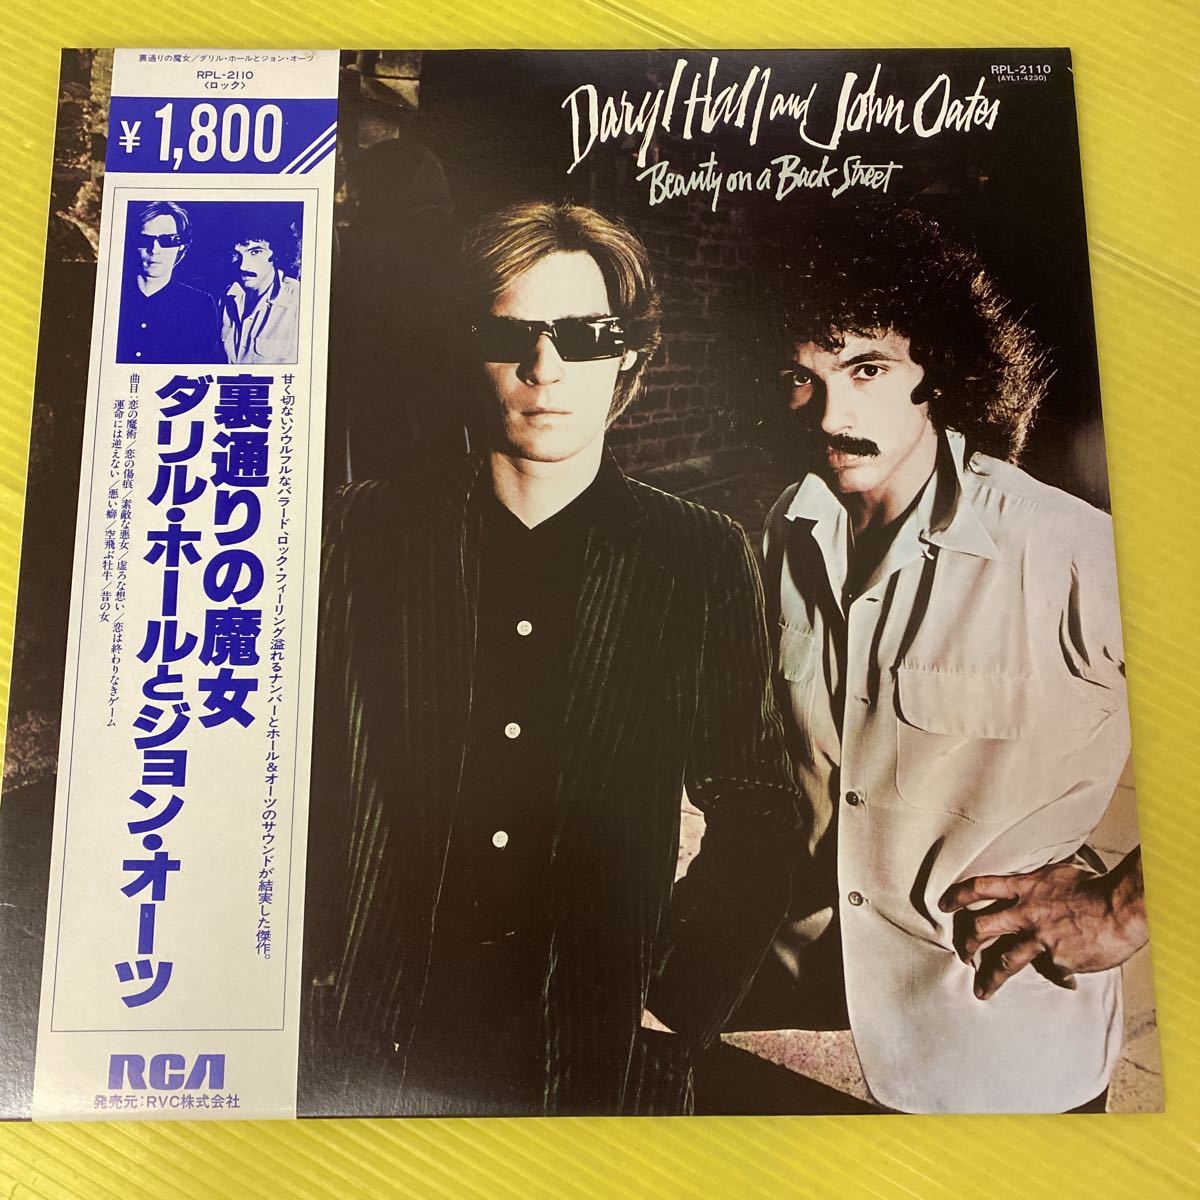 裏通りの魔女／ダリル・ホールとジョン・オーツ
RPL-2110
〈ロック〉
¥1,800
甘く切ないソウルフルなバラード、ロック・フィーリング溢れるナンバーとホール&オーツのサウンドが結実した傑作。
裏通りの魔女
ダリル・ホールとジョン・オーツ
曲目：恋の魔術／恋の傷痕／素敵な悪女／虚ろな想い／恋は終わりなきゲーム
運命には逆えない／悪い癖／空飛ぶ牡牛／昔の女
RCA
発売元：RVC株式会社
RPL-2110
(AYL1-4230)
Daryl Hall and John Oates
Beauty on a Back Street